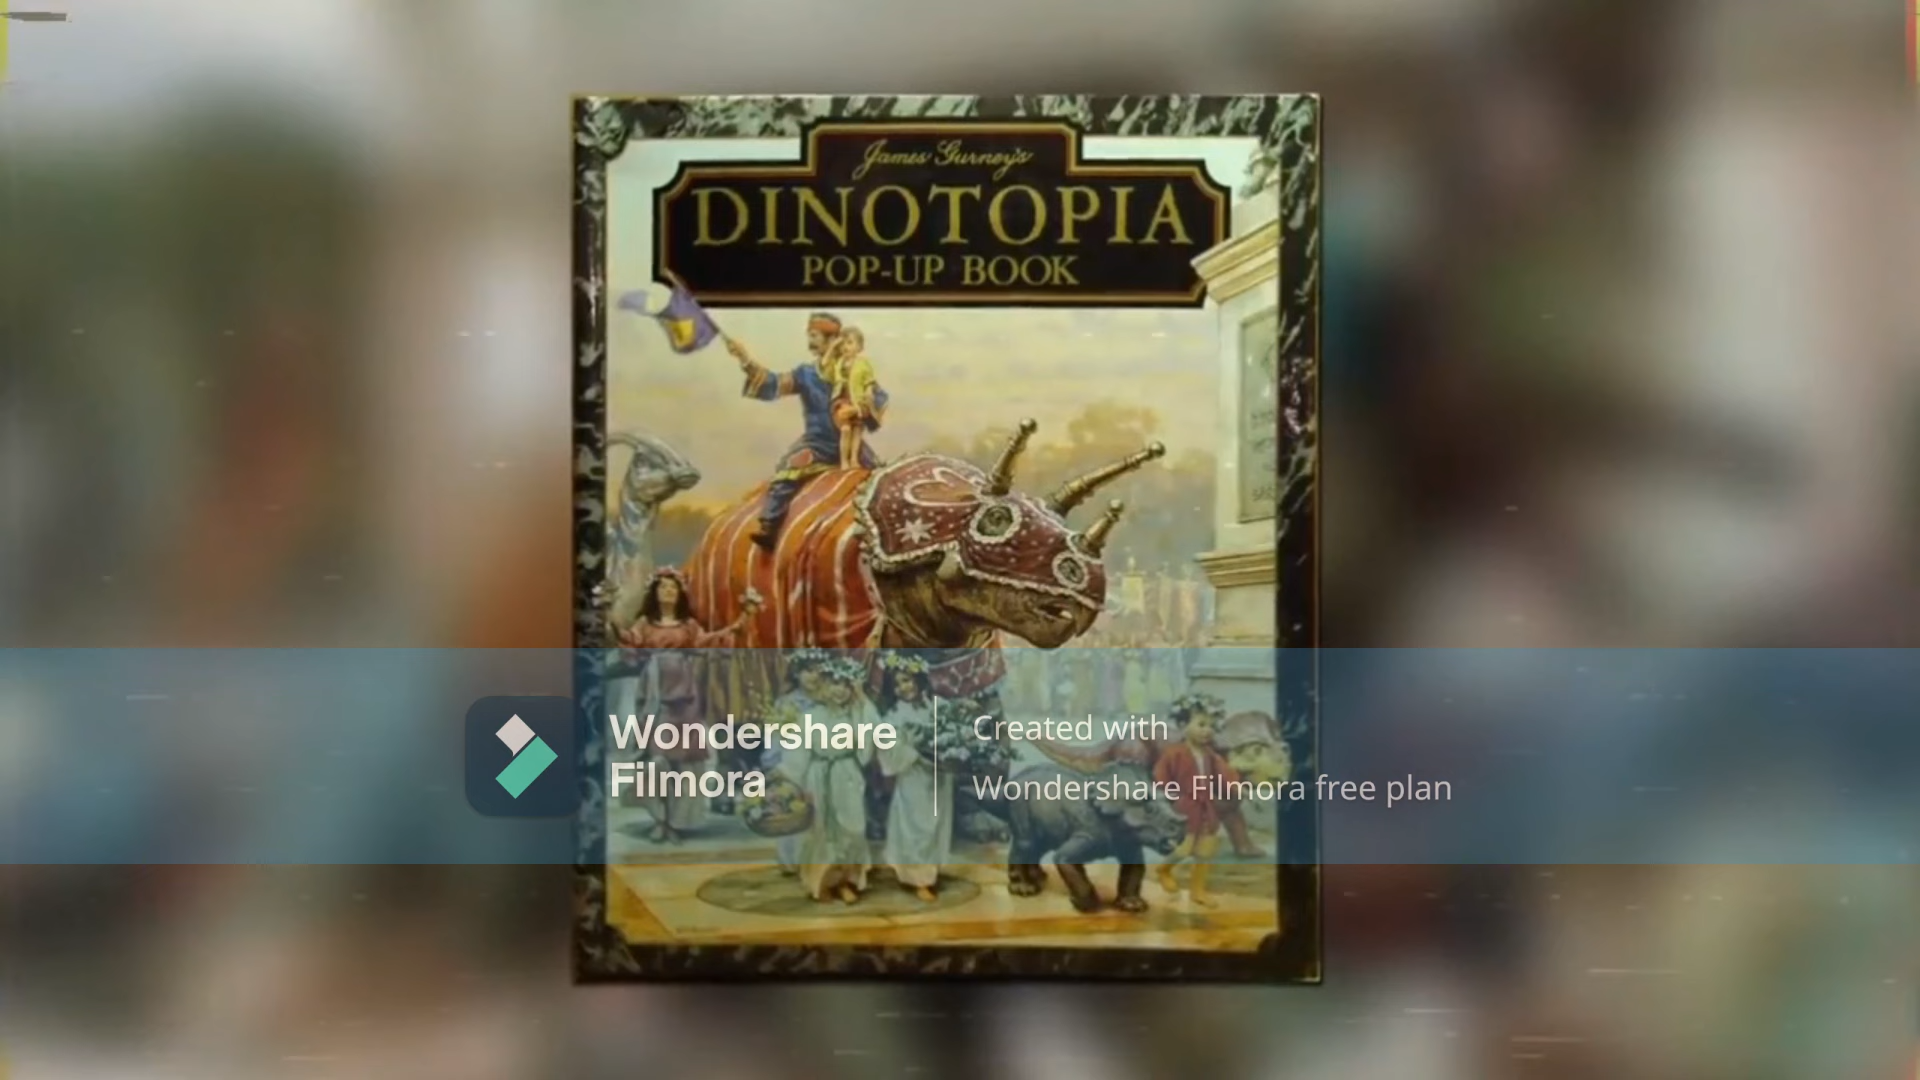 James Gurney's
DINOTOPIA
POP-UP BOOK
Wondershare
Filmora
Created with
Wondershare Filmora free plan